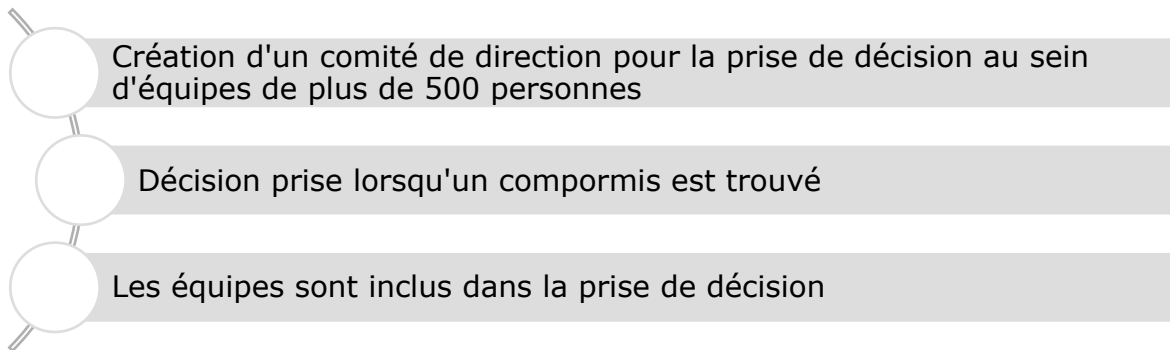 Création d'un comité de direction pour la prise de décision au sein
d'équipes de plus de 500 personnes
Décision prise lorsqu'un compormis est trouvé
Les équipes sont inclus dans la prise de décision